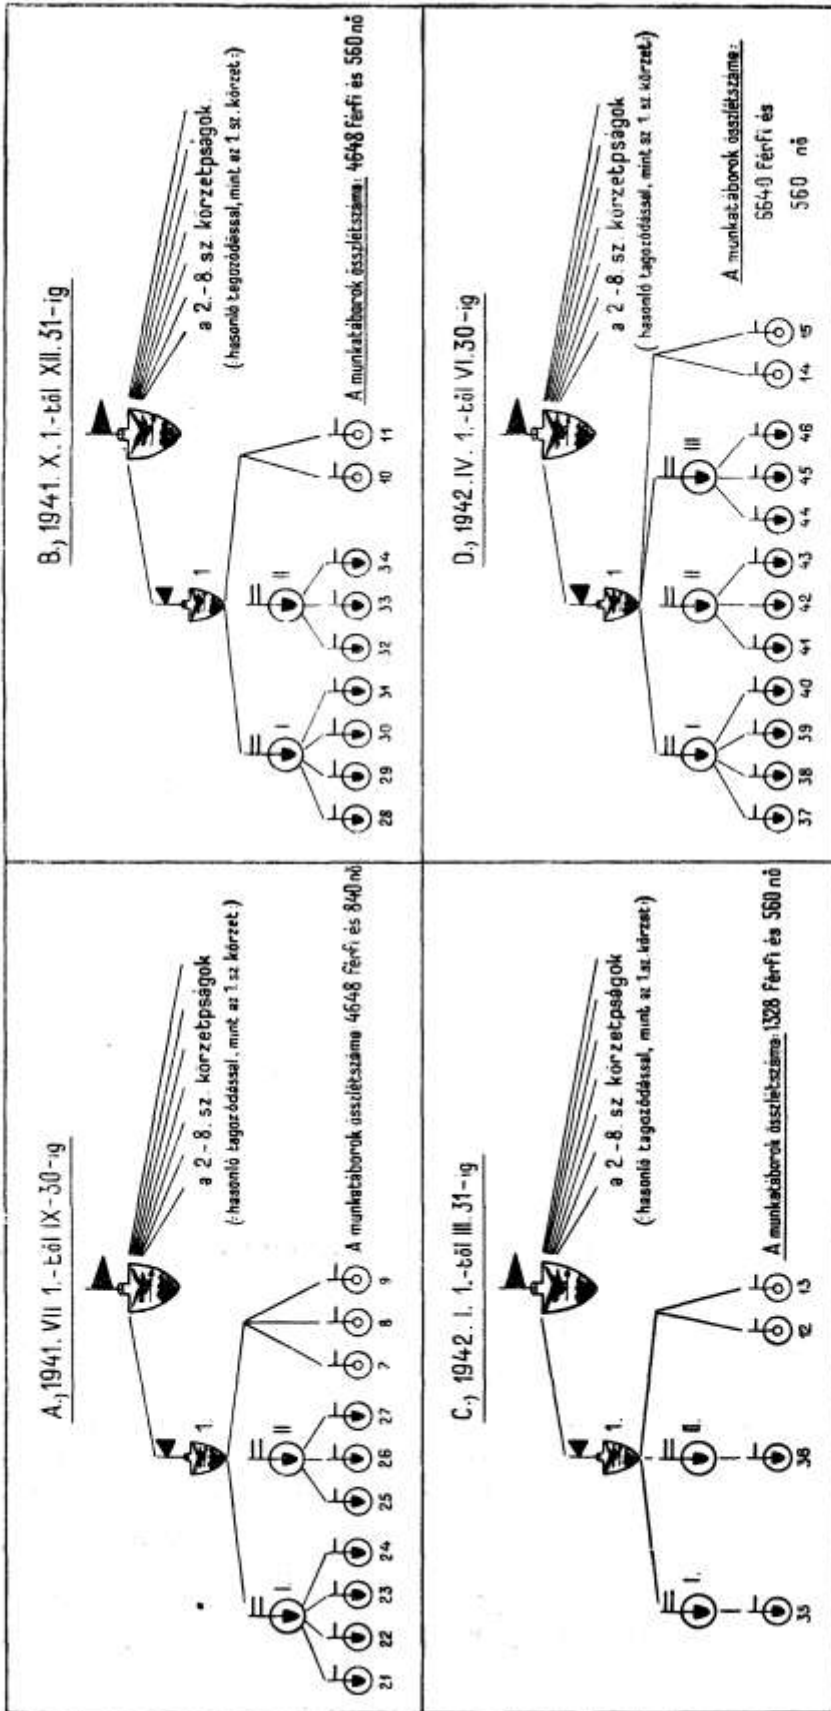 A., 1941. VII 1.-től IX-30-ig
a 2-8. sz. körzetpságok
(:hasonló tagozódással, mint az 1 sz. körzet:)
1.
I. II
21 22 23 24 25 26 27 7 8 9
A munkatáborok összlétszáma 4648 férfi és 840 nő
B., 1941. X. 1.-től XII. 31-ig
a 2.-8. sz. körzetpságok.
(:hasonló tagozódással, mint az 1 sz. körzet:)
1
I II
28 29 30 31 32 33 34 10 11
A munkatáborok összlétszáma: 4648 férfi és 560 nő
C., 1942. I. 1.-től III. 31-ig
a 2-8. sz. körzetpságok
(:hasonló tagozódással, mint az 1 sz. körzet:)
1.
I. II.
35 36 12 13
A munkatáborok összlétszáma: 1328 férfi és 560 nő
D., 1942. IV. 1.-től VI. 30-ig
a 2-8. sz. körzetpságok
(:hasonló tagozódással, mint az 1 sz. körzet:)
1
I II III
37 38 39 40 41 42 43 44 45 46 14 15
A munkatáborok összlétszáma:
6640 férfi és
560 nő